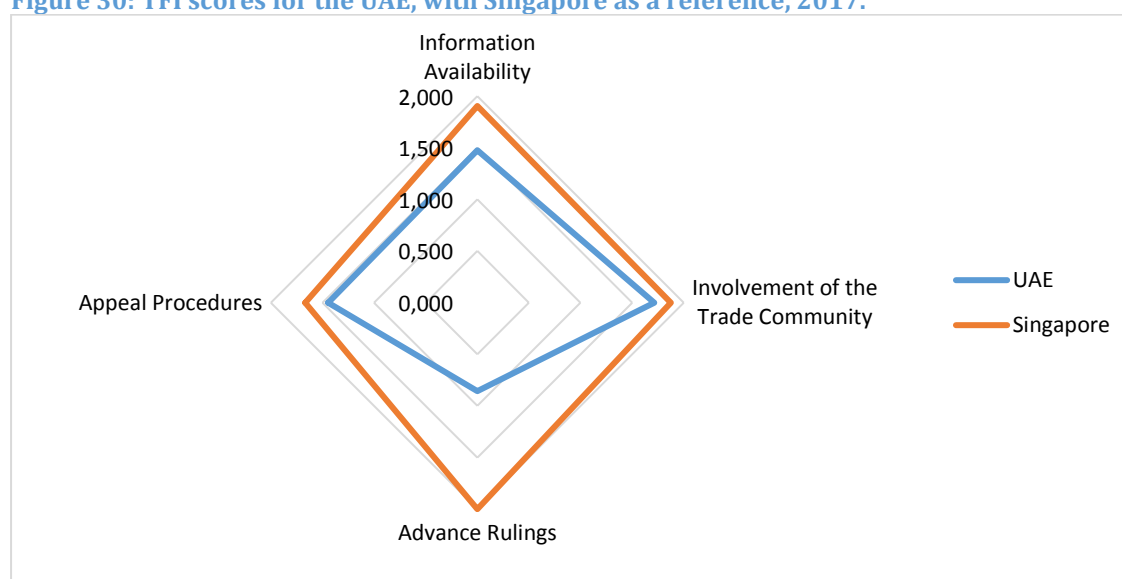 Figure 30: TFI scores for the UAE, with Singapore as a reference, 2017.
Information
Availability
2,000
1,500
1,000
0,500
0,000
Appeal Procedures
Involvement of the
Trade Community
Advance Rulings
UAE
Singapore